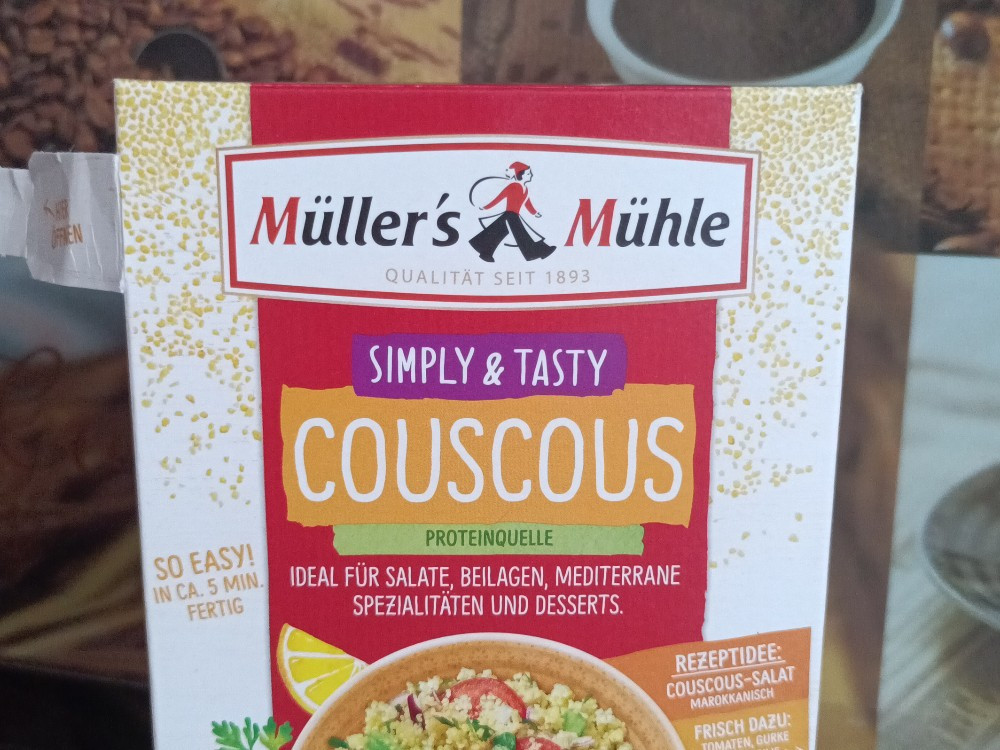 HIER
ÖFFNEN
Müller's Mühle
QUALITÄT SEIT 1893
SIMPLY & TASTY
COUSCOUS
PROTEINQUELLE
SO EASY!
IN CA. 5 MIN.
FERTIG
IDEAL FÜR SALATE, BEILAGEN, MEDITERRANE
SPEZIALITÄTEN UND DESSERTS.
REZEPTIDEE:
COUSCOUS-SALAT
MAROKKANISCH
FRISCH DAZU:
TOMATEN, GURKE